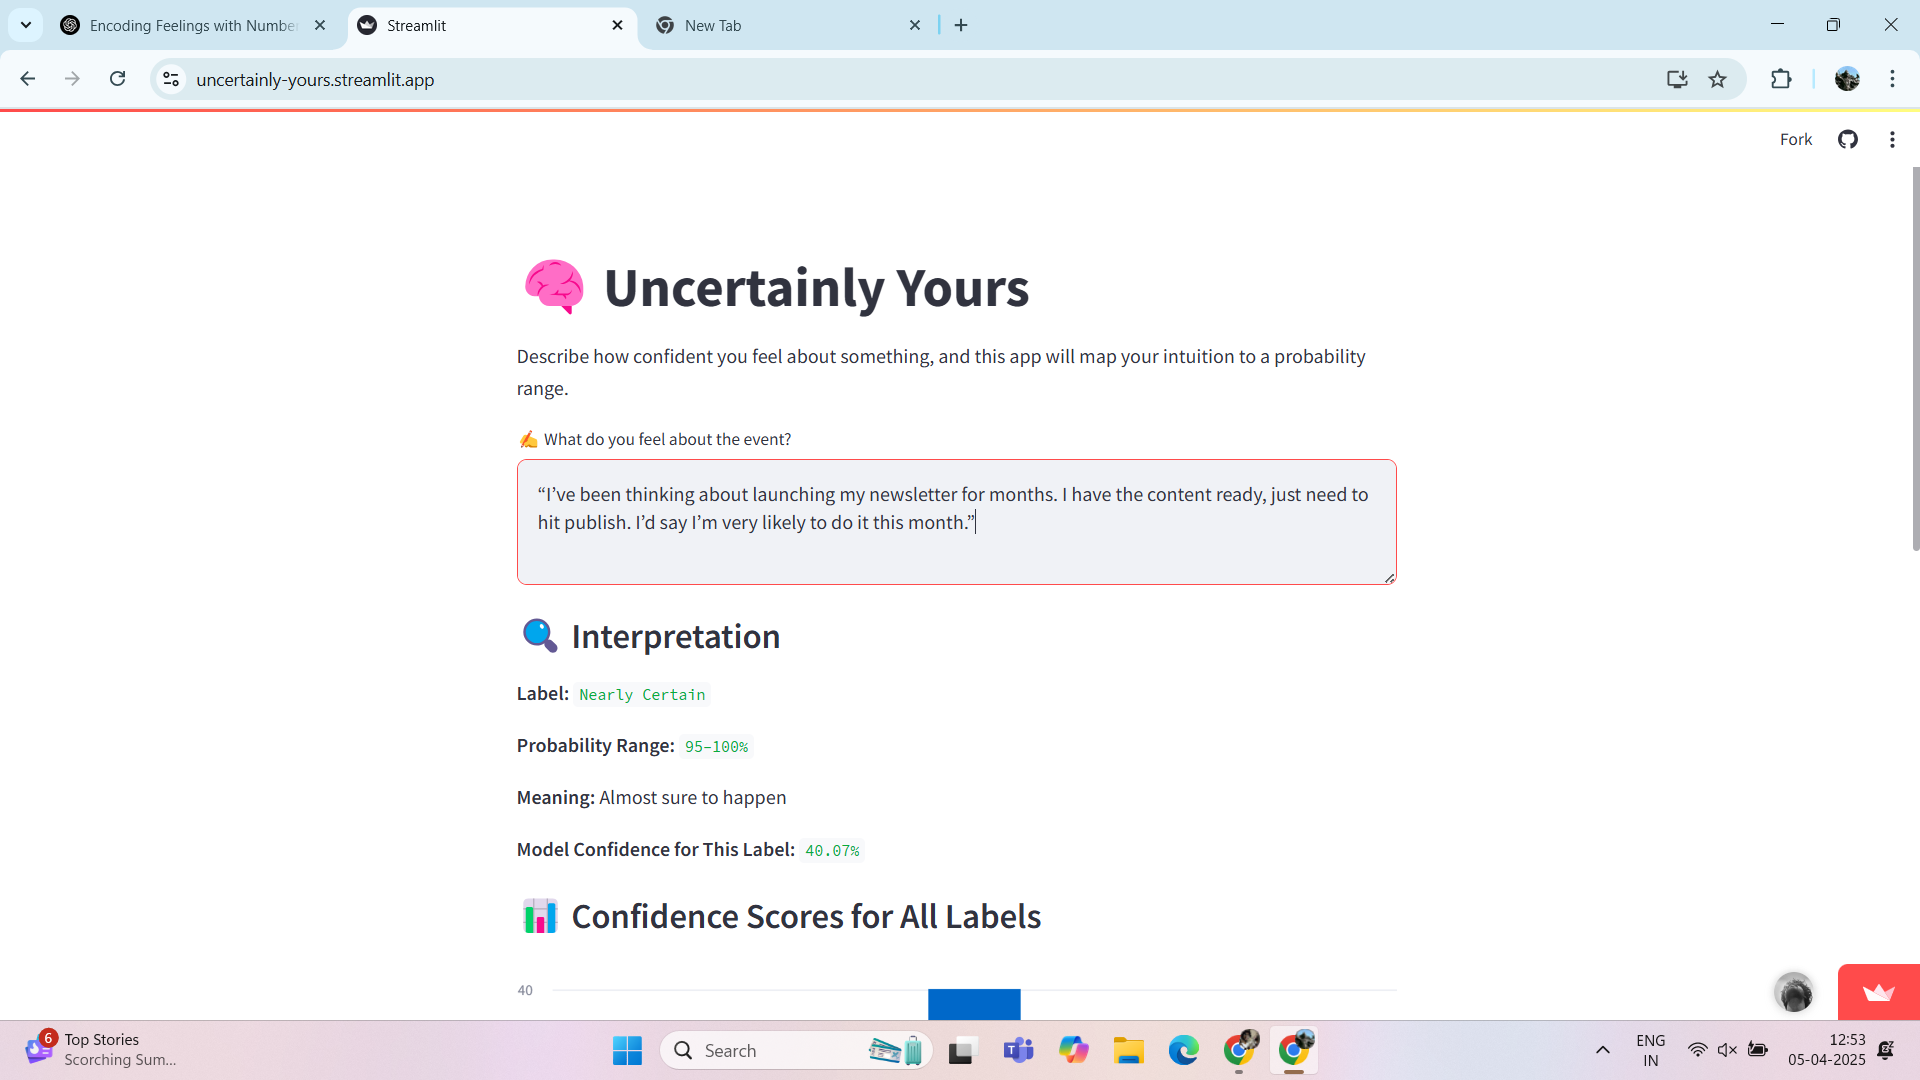 Encoding Feelings with Number
Streamlit
New Tab
uncertainly-yours.streamlit.app
Fork
Uncertainly Yours
Describe how confident you feel about something, and this app will map your intuition to a probability
range.
What do you feel about the event?
“I’ve been thinking about launching my newsletter for months. I have the content ready, just need to
hit publish. I’d say I’m very likely to do it this month.”
Interpretation
Label: Nearly Certain
Probability Range: 95–100%
Meaning: Almost sure to happen
Model Confidence for This Label: 40.07%
Confidence Scores for All Labels
40
6
Top Stories
Scorching Sum...
Search
ENG
IN
12:53
05-04-2025